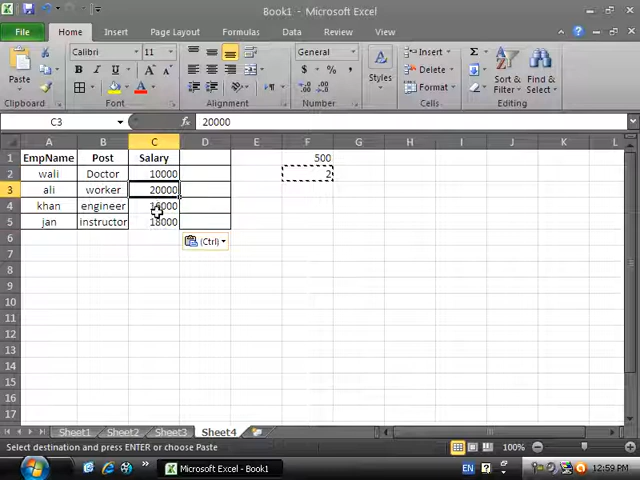 Book1 - Microsoft Excel
File Home Insert Page Layout Formulas Data Review View
Paste
Clipboard
Calibri 11
B I U
Font
Alignment
General
$ % ,
Number
Styles
Insert
Delete
Format
Cells
Sort & Filter
Find & Select
Editing
C3 fx 20000
A B C D E F G H I J K L
1 EmpName Post Salary 500
2 wali Doctor 10000 2
3 ali worker 20000
4 khan engineer 000
5 jan instructor 18000
6 (Ctrl)
7
8
9
10
11
12
13
14
15
16
17
Sheet1 Sheet2 Sheet3 Sheet4
Select destination and press ENTER or choose Paste 100%
Microsoft Excel - Book1 EN 12:59 PM